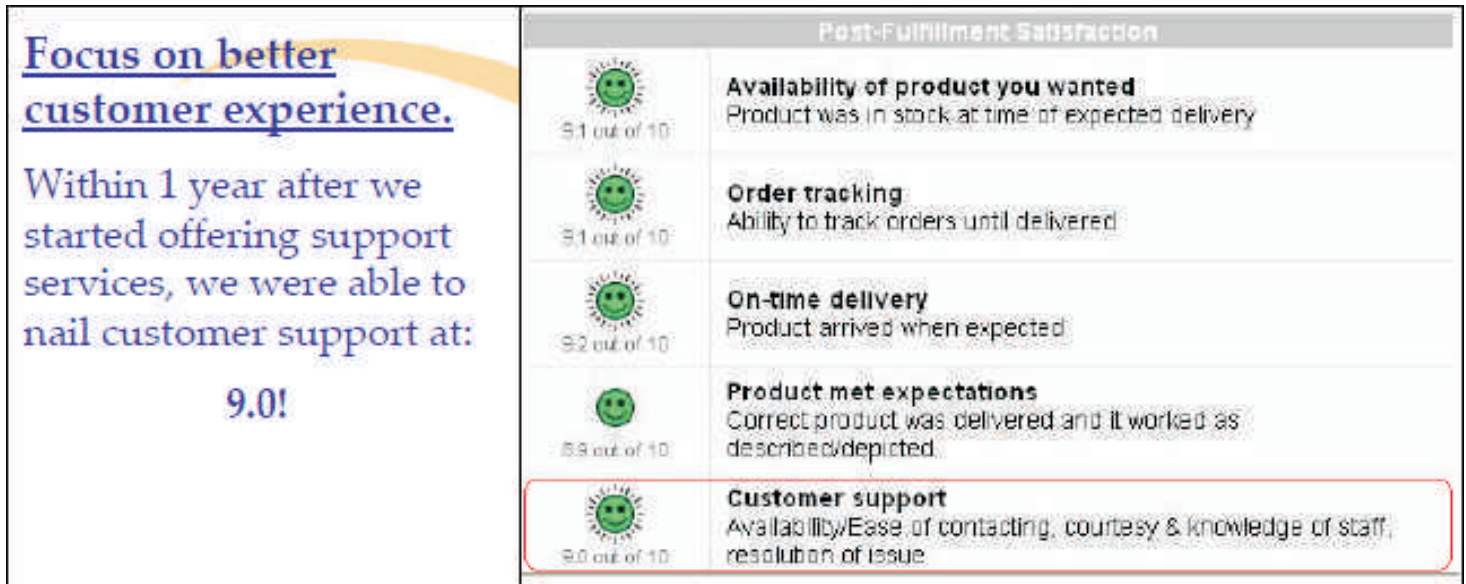 Focus on better
customer experience.
Within 1 year after we
started offering support
services, we were able to
nail customer support at:
9.0!
Post-Fulfillment Satisfaction
9.1 out of 10
Availability of product you wanted
Product was in stock at time of expected delivery
9.1 out of 10
Order tracking
Ability to track orders until delivered
9.2 out of 10
On-time delivery
Product arrived when expected
8.9 out of 10
Product met expectations
Correct product was delivered and it worked as
described/depicted.
9.0 out of 10
Customer support
Availability/Ease of contacting, courtesy & knowledge of staff,
resolution of issue